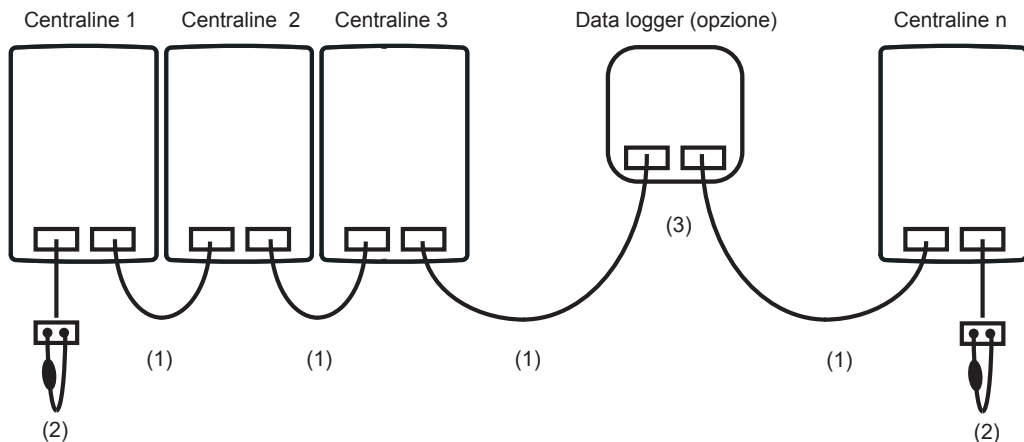 Centraline 1 Centraline 2 Centraline 3 Data logger (opzione) Centraline n
(3)
(1) (1) (1) (1)
(2) (2)